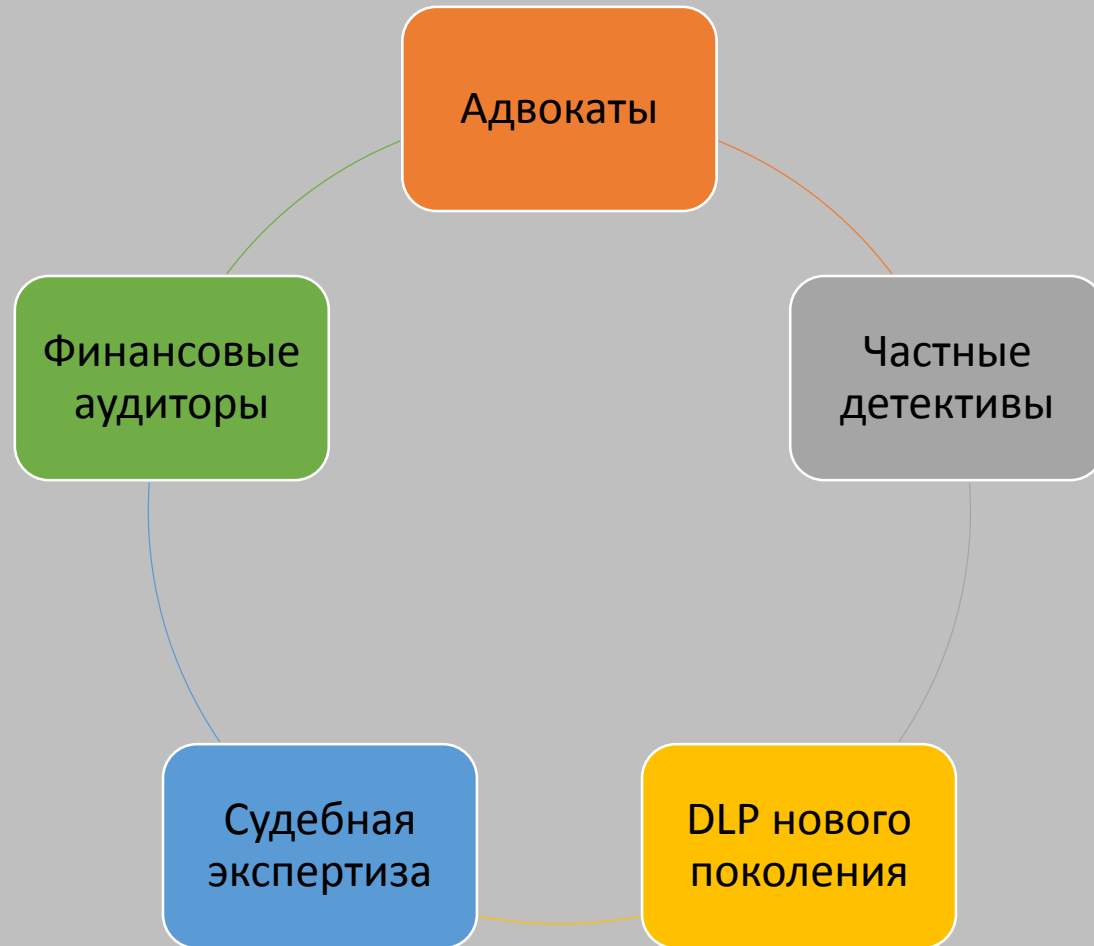 Адвокаты
Частные
детективы
DLP нового
поколения
Судебная
экспертиза
Финансовые
аудиторы